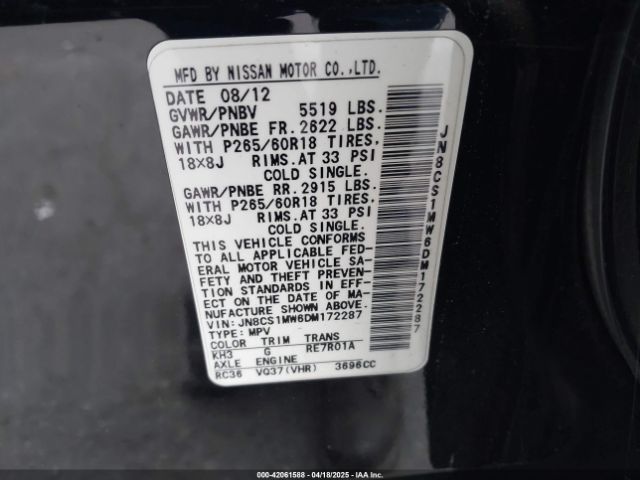 MFD BY NISSAN MOTOR CO.,LTD.
DATE 08/12
GVWR/PNBV 5519 LBS.
GAWR/PNBE FR. 2622 LBS.
WITH P265/60R18 TIRES,
18X8J RIMS.AT 33 PSI
COLD SINGLE.
GAWR/PNBE RR. 2915 LBS.
WITH P265/60R18 TIRES,
18X8J RIMS.AT 33 PSI
COLD SINGLE.
THIS VEHICLE CONFORMS
TO ALL APPLICABLE FED-
ERAL MOTOR VEHICLE SA-
FETY AND THEFT PREVEN-
TION STANDARDS IN EFF-
ECT ON THE DATE OF MA-
NUFACTURE SHOWN ABOVE.
VIN: JN8CS1MW6DM172287
TYPE: MPV
COLOR TRIM TRANS
KH3 G RE7R01A
AXLE ENGINE
RC36 VQ37(VHR) 3696CC
JN8CS1MW6DM172287
000-42061588 - 04/18/2025 - IAAI.COM